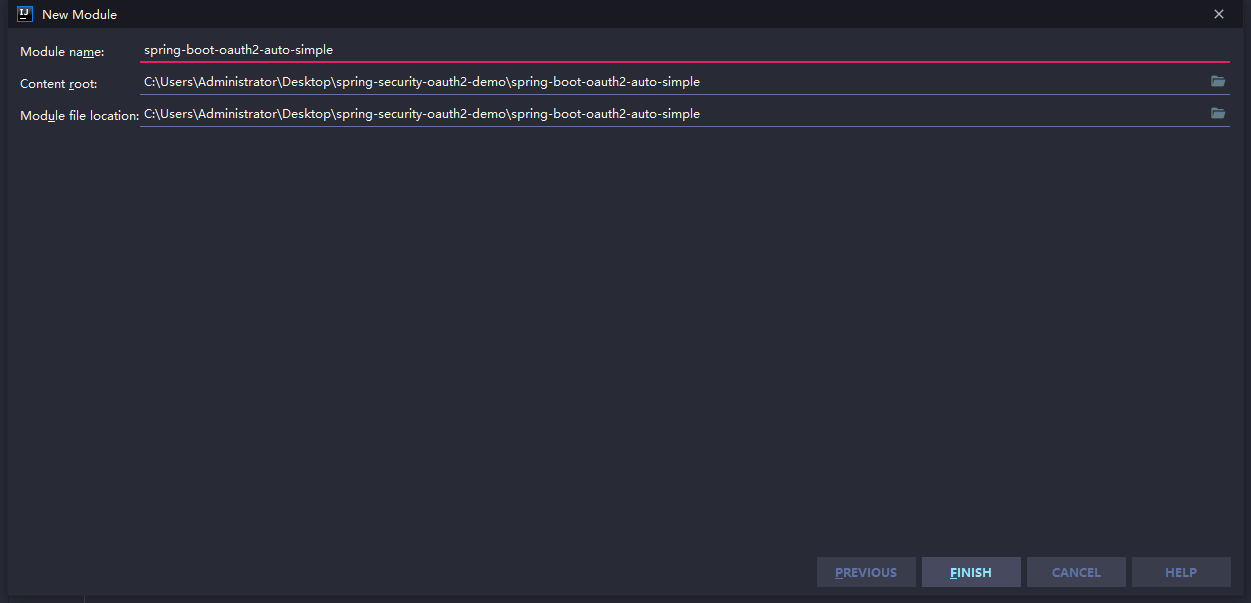 IJ New Module
Module name: spring-boot-oauth2-auto-simple
Content root: C:\Users\Administrator\Desktop\spring-security-oauth2-demo\spring-boot-oauth2-auto-simple
Module file location: C:\Users\Administrator\Desktop\spring-security-oauth2-demo\spring-boot-oauth2-auto-simple
PREVIOUS FINISH CANCEL HELP